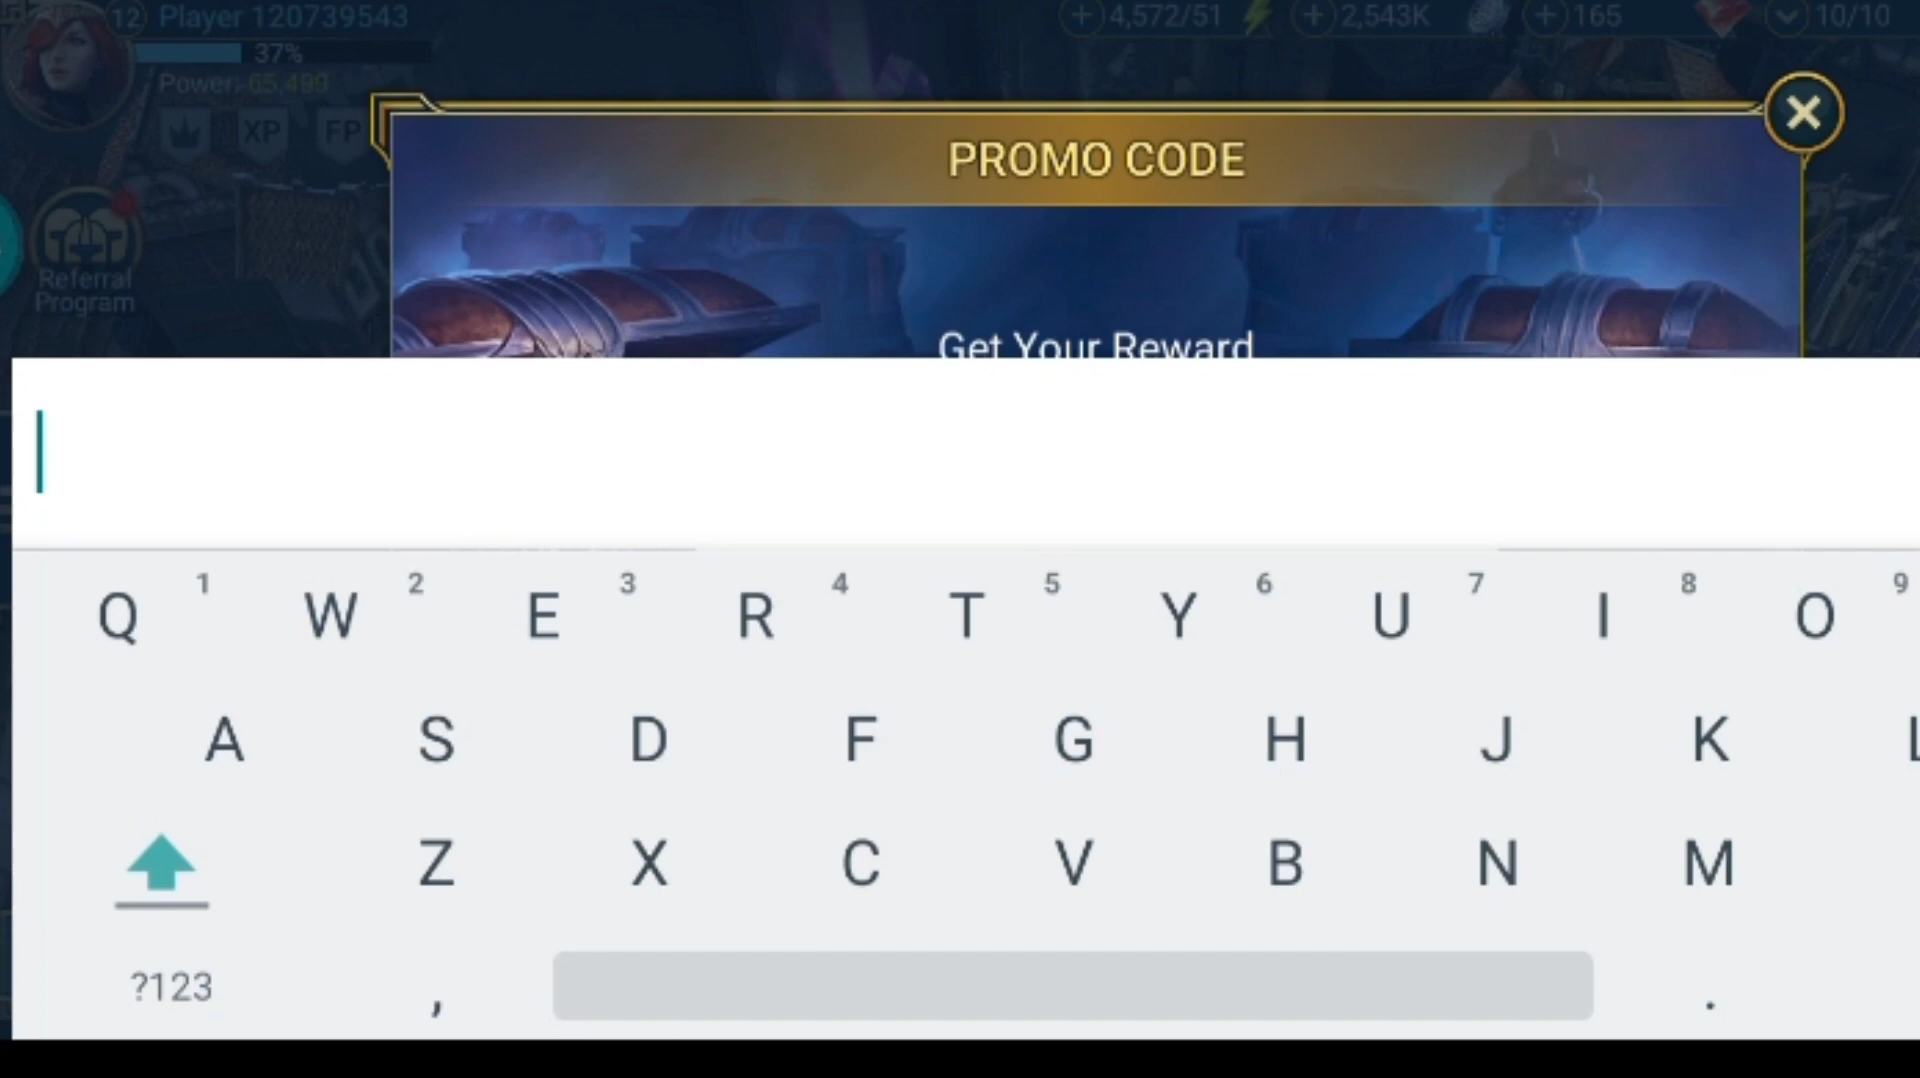 12 Player 120739543
4,572/51
2,543K
165
10/10
37%
Power: 65,499
XP
FP
PROMO CODE
Referral
Program
Get Your Reward
Q 1 W 2 E 3 R 4 T 5 Y 6 U 7 I 8 O 9
A S D F G H J K L
Z X C V B N M
?123 , .